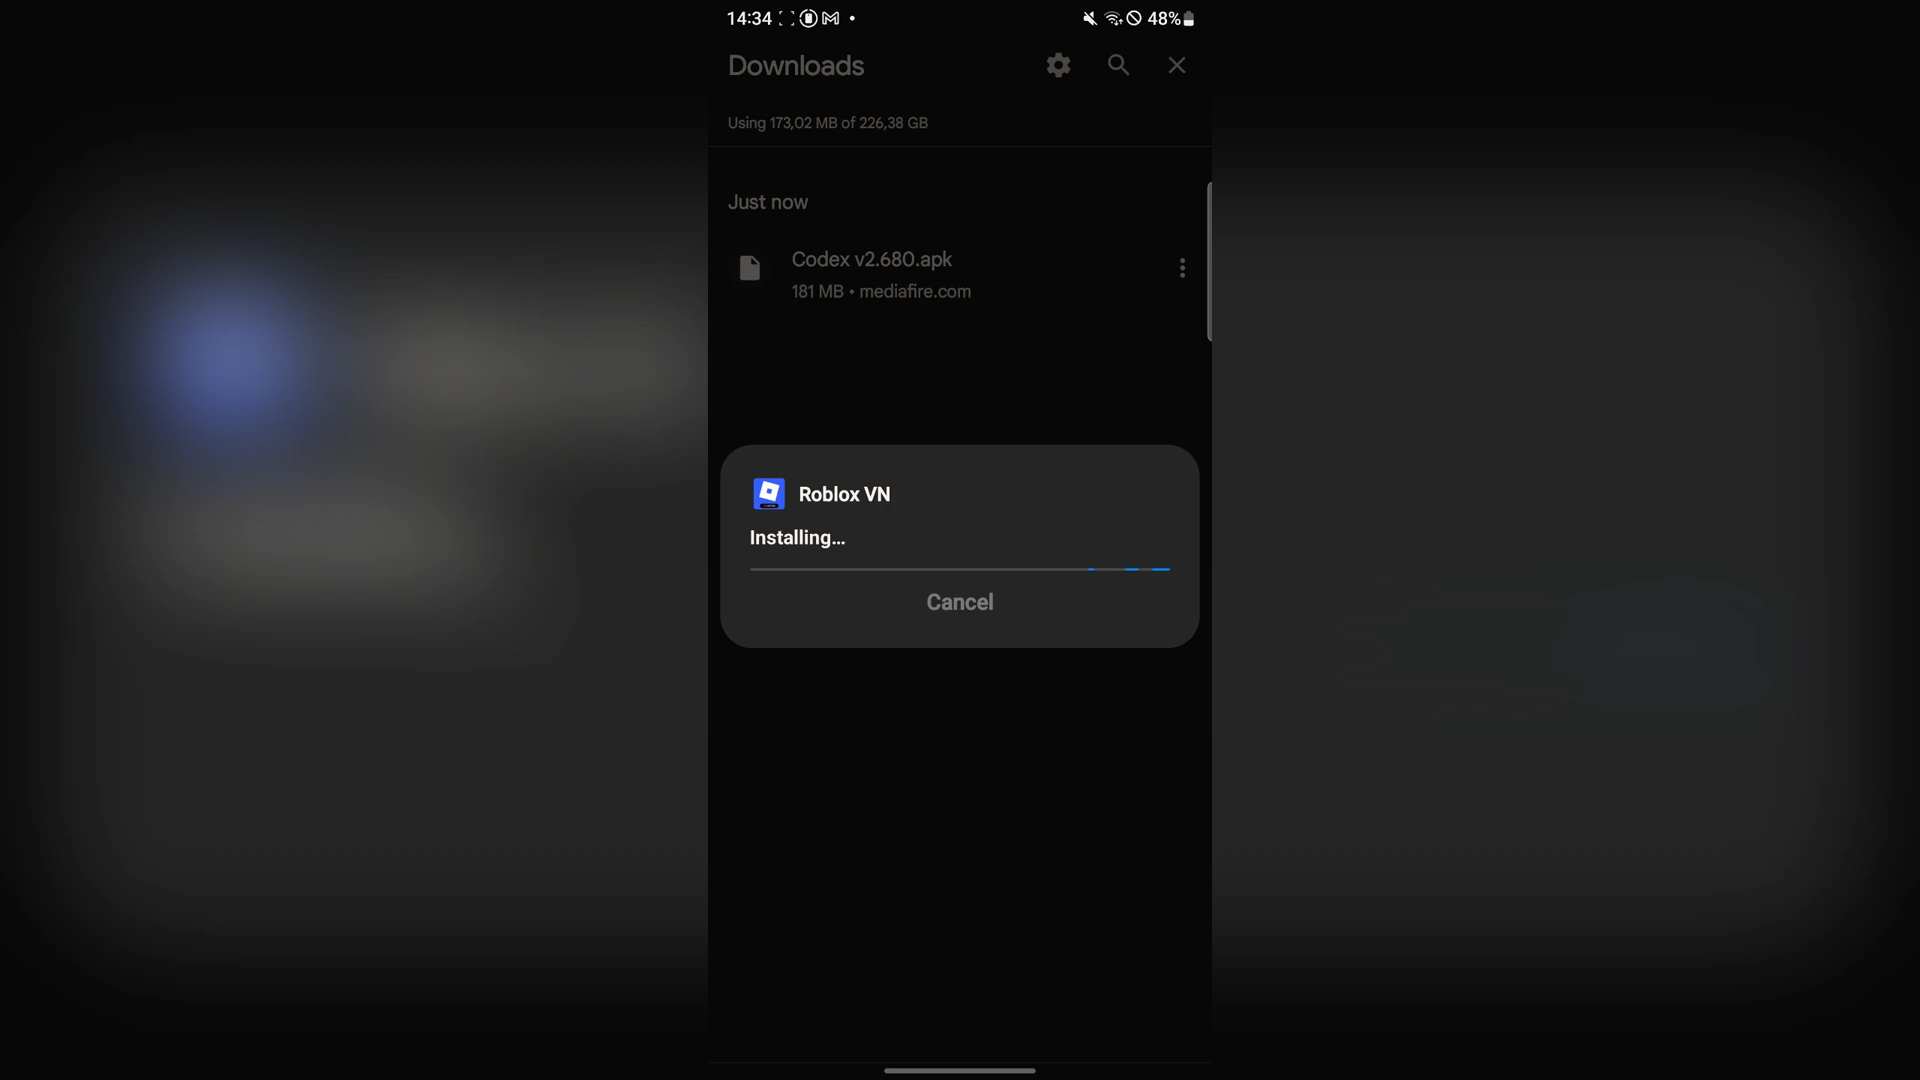 14:34 48%
Downloads
Using 173,02 MB of 226,38 GB
Just now
Codex v2.680.apk
181 MB • mediafire.com
Roblox VN
Installing...
Cancel